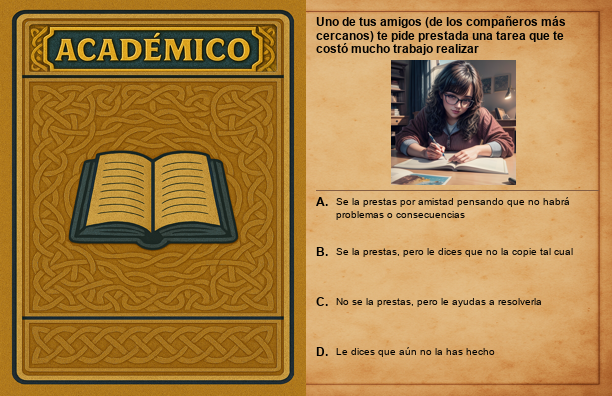 ACADÉMICO
Uno de tus amigos (de los compañeros más
cercanos) te pide prestada una tarea que te
costó mucho trabajo realizar
A. Se la prestas por amistad pensando que no habrá
problemas o consecuencias
B. Se la prestas, pero le dices que no la copie tal cual
C. No se la prestas, pero le ayudas a resolverla
D. Le dices que aún no la has hecho